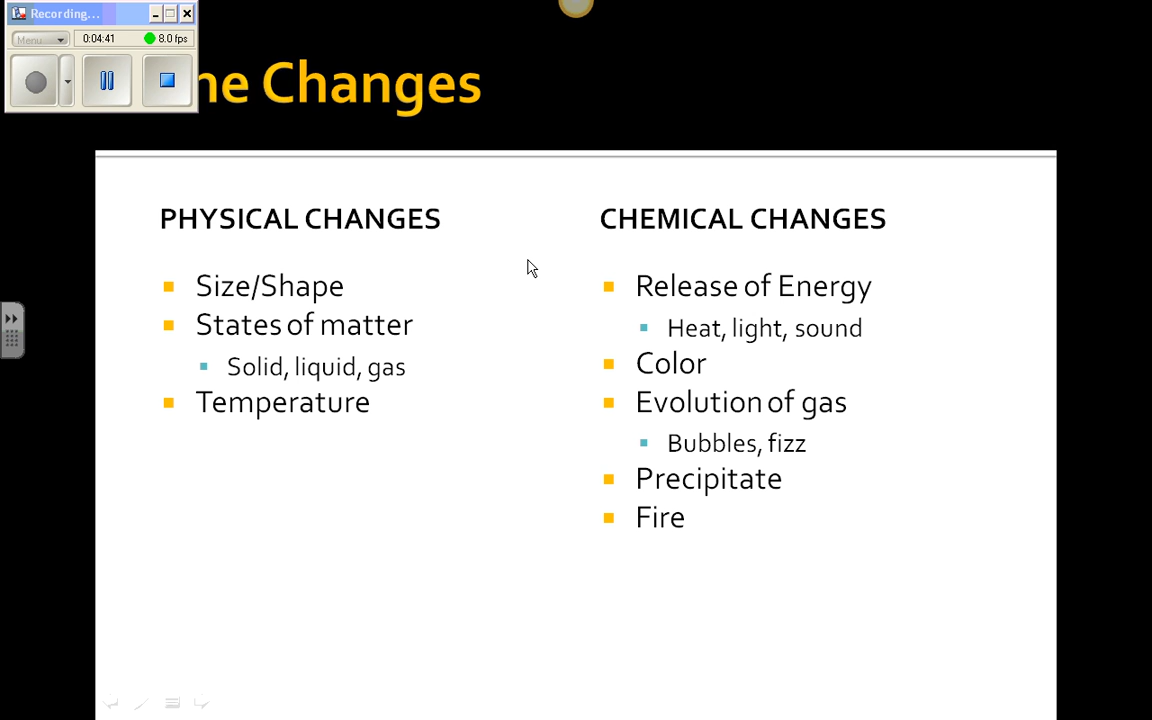 Recording...
Menu
0:04:41
8.0 fps
Changes
PHYSICAL CHANGES
Size/Shape
States of matter
Solid, liquid, gas
Temperature
CHEMICAL CHANGES
Release of Energy
Heat, light, sound
Color
Evolution of gas
Bubbles, fizz
Precipitate
Fire